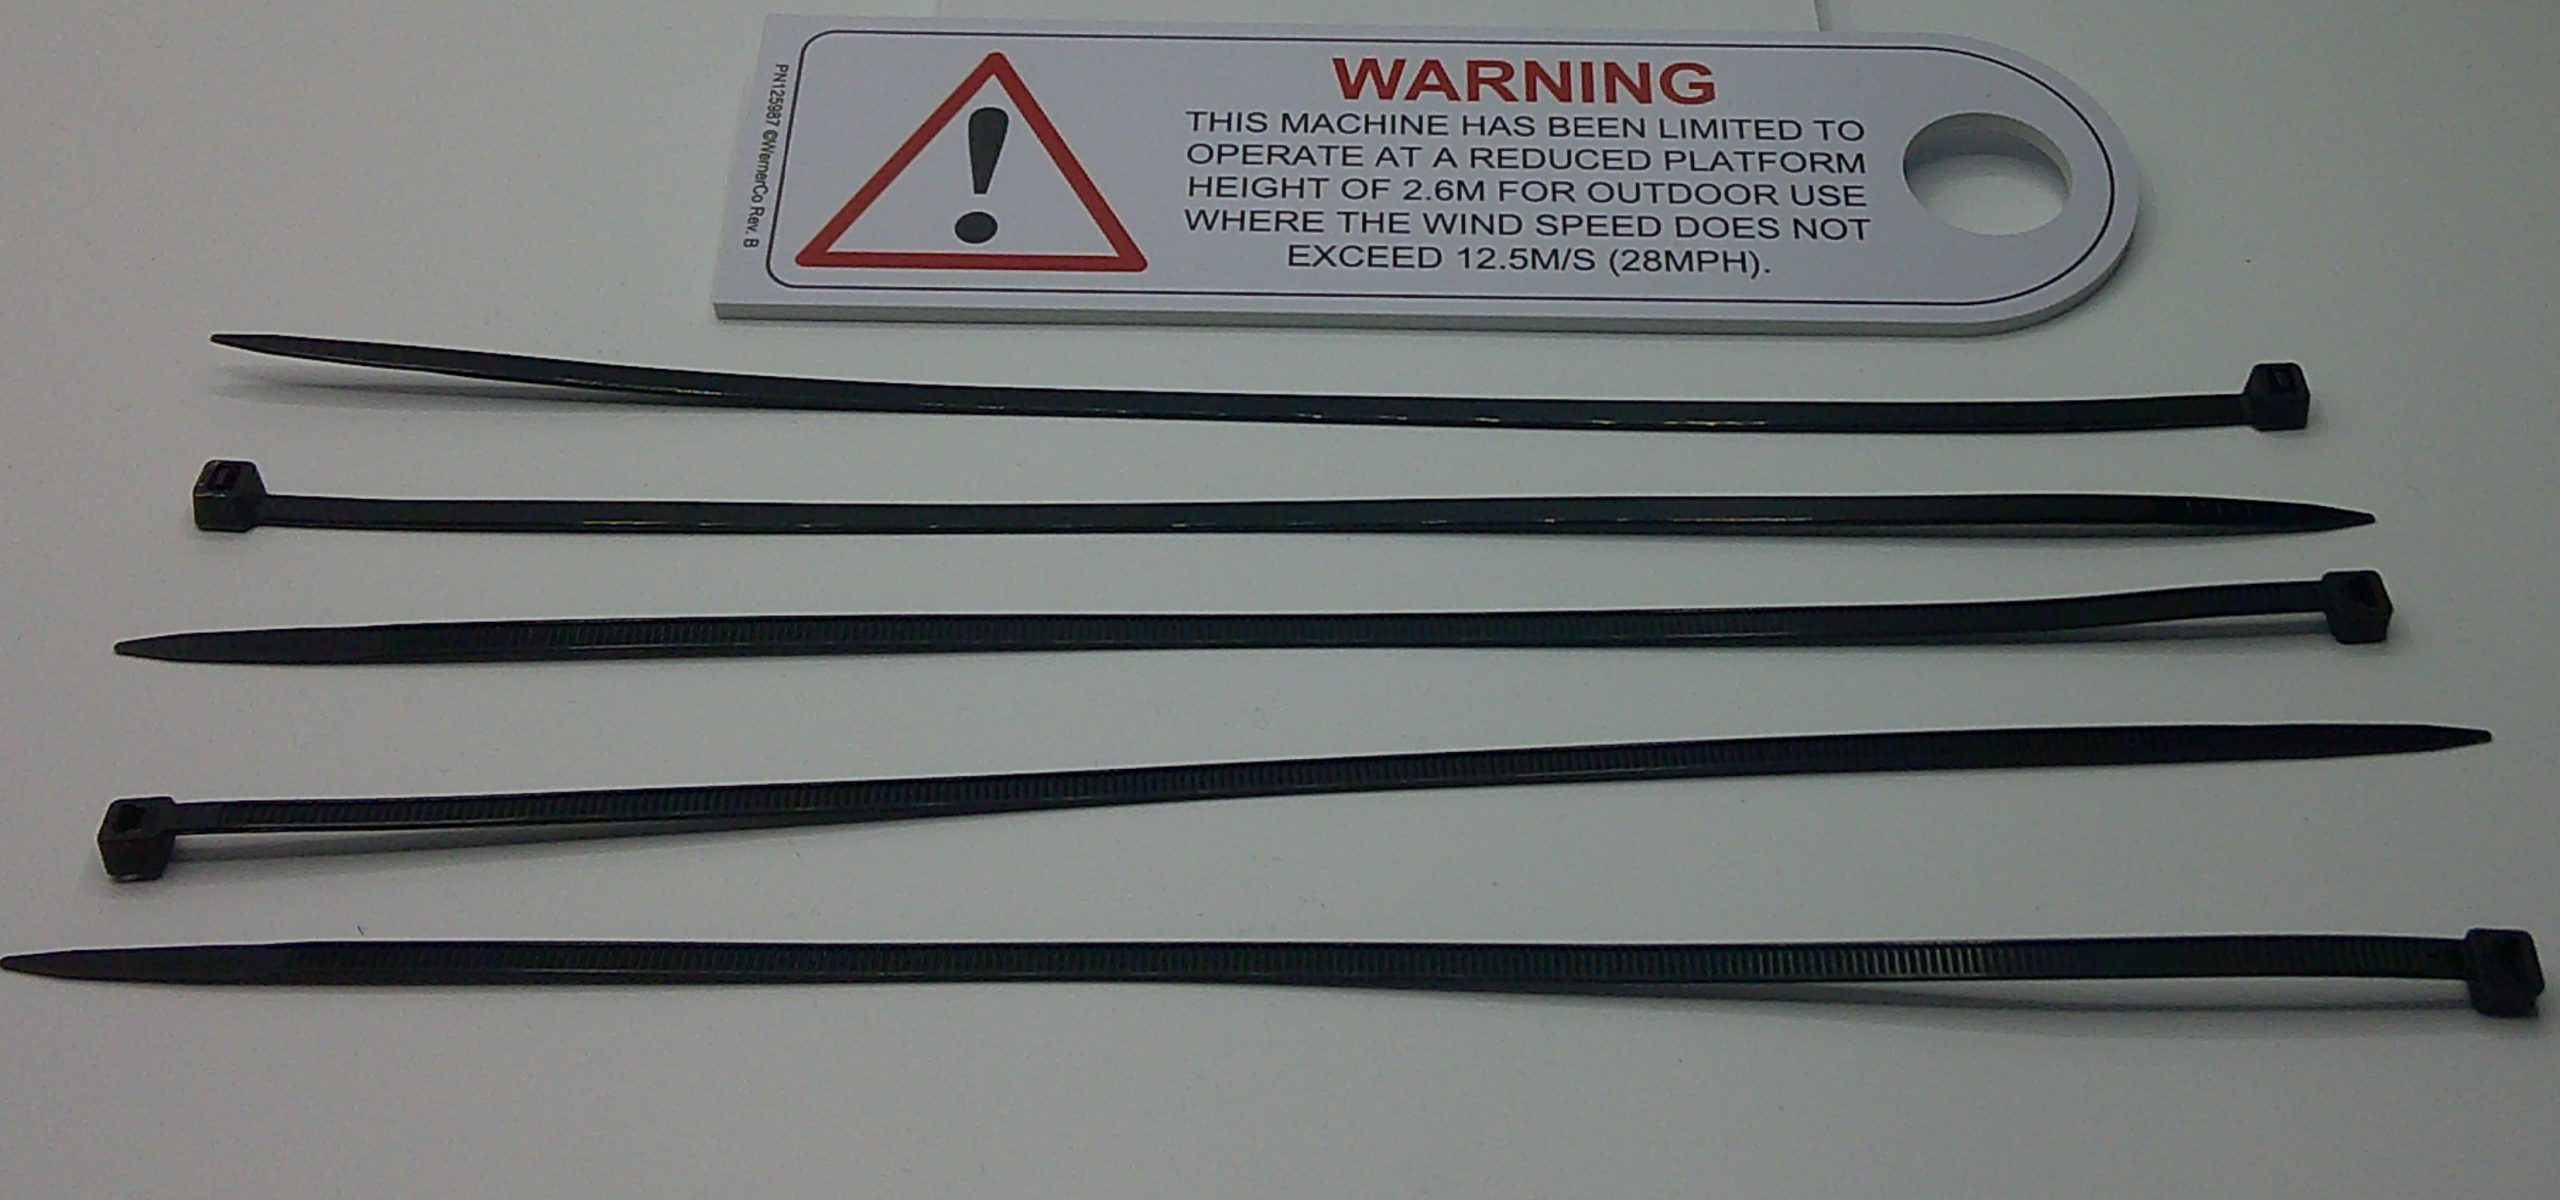 WARNING
THIS MACHINE HAS BEEN LIMITED TO
OPERATE AT A REDUCED PLATFORM
HEIGHT OF 2.6M FOR OUTDOOR USE
WHERE THE WIND SPEED DOES NOT
EXCEED 12.5M/S (28MPH).
PN125987 ©WernerCo Rev. B